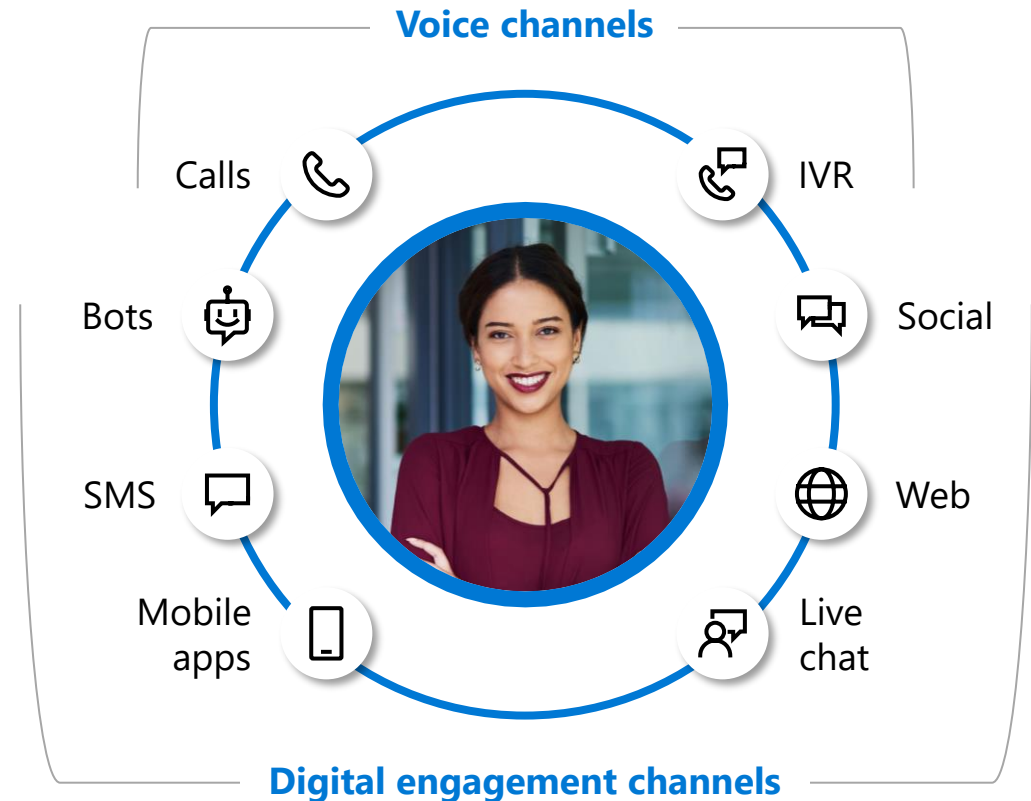 Voice channels
Calls
IVR
Bots
Social
SMS
Web
Mobile
apps
Live
chat
Digital engagement channels